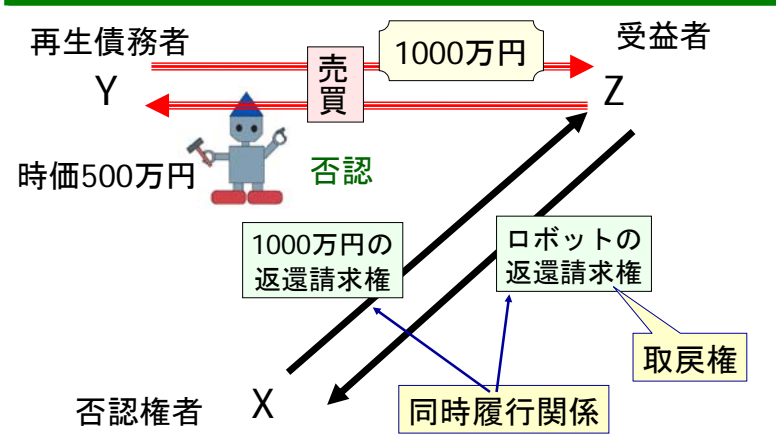 再生債務者
Y
売買
1000万円
受益者
Z
時価500万円
否認
1000万円の
返還請求権
ロボットの
返還請求権
取戻権
否認権者 X
同時履行関係